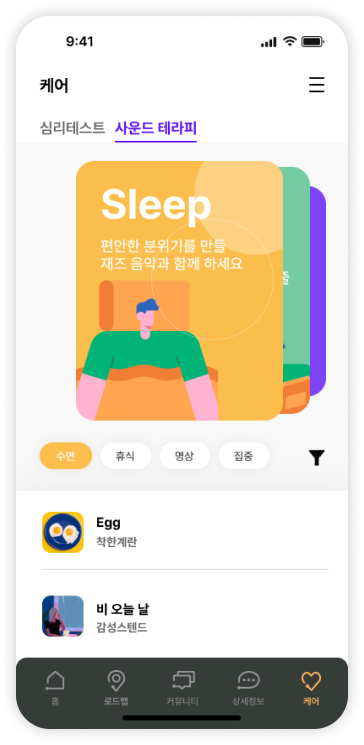 9:41
케어
심리테스트 사운드 테라피
Sleep
편안한 분위기를 만들
재즈 음악과 함께 하세요
수면 휴식 명상 집중
Egg
착한계란
비 오늘 날
감성스텐드
홈 로드맵 커뮤니티 상세정보 케어